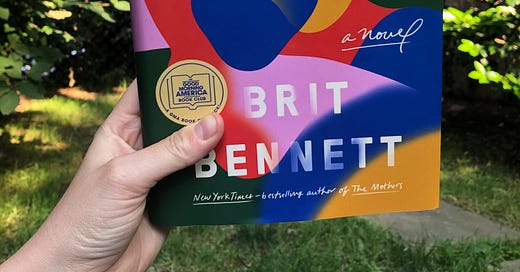 a novel
GOOD
MORNING
AMERICA
BOOK CLUB
BRIT
BENNETT
New York Times-bestselling author of The Mothers